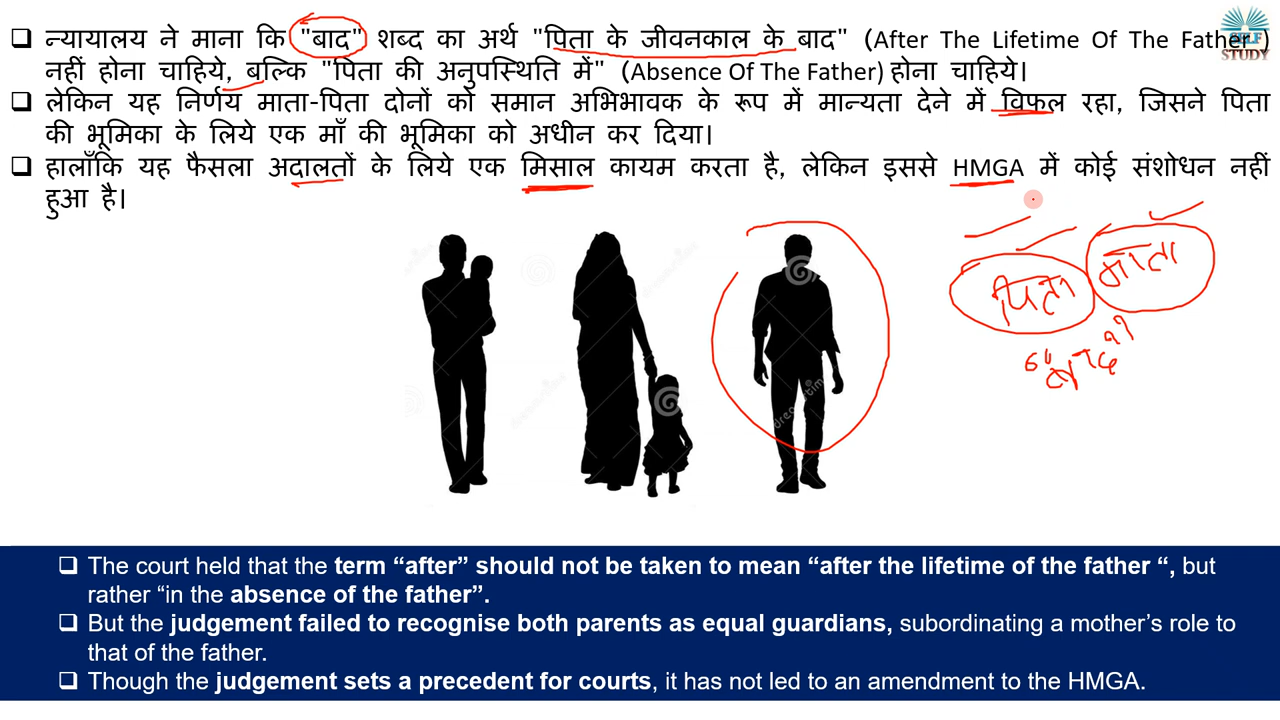 ❑ न्यायालय ने माना कि "बाद" शब्द का अर्थ "पिता के जीवनकाल के बाद" (After The Lifetime Of The Father )
नहीं होना चाहिये, बल्कि "पिता की अनुपस्थिति में" (Absence Of The Father) होना चाहिये।
❑ लेकिन यह निर्णय माता-पिता दोनों को समान अभिभावक के रूप में मान्यता देने में विफल रहा, जिसने पिता
की भूमिका के लिये एक माँ की भूमिका को अधीन कर दिया।
❑ हालाँकि यह फैसला अदालतों के लिये एक मिसाल कायम करता है, लेकिन इससे HMGA में कोई संशोधन नहीं
हुआ है।
SELF
STUDY
पिता माता
"बाद"
❑ The court held that the term “after” should not be taken to mean “after the lifetime of the father “, but
rather “in the absence of the father”.
❑ But the judgement failed to recognise both parents as equal guardians, subordinating a mother’s role to
that of the father.
❑ Though the judgement sets a precedent for courts, it has not led to an amendment to the HMGA.